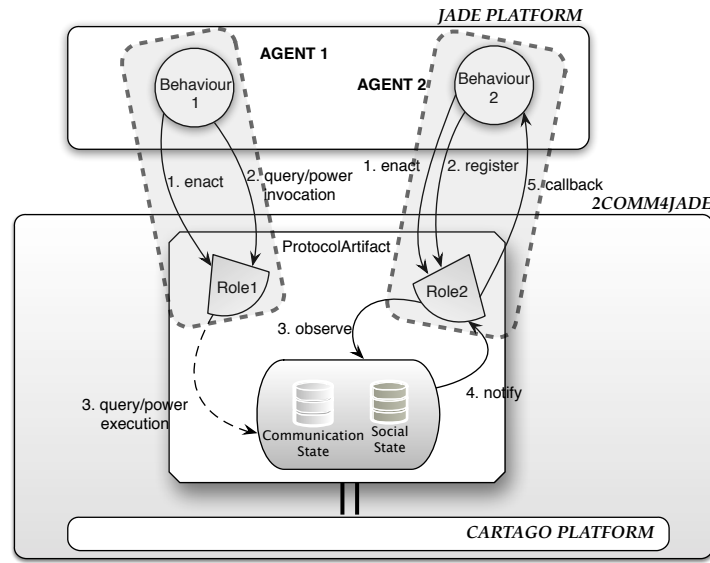 JADE PLATFORM
AGENT 1
Behaviour
1
AGENT 2
Behaviour
2
1. enact
2. query/power
invocation
1. enact
2. register
5. callback
2COMM4JADE
ProtocolArtifact
Role1
Role2
3. observe
4. notify
3. query/power
execution
Communication
State
Social
State
CARTAGO PLATFORM